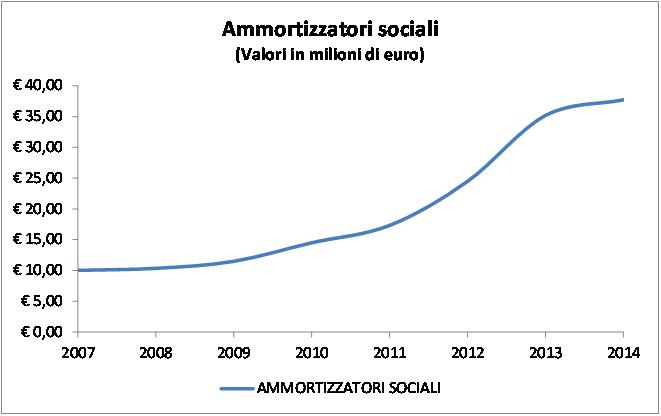 Ammortizzatori sociali
(Valori in milioni di euro)
€ 40,00
€ 35,00
€ 30,00
€ 25,00
€ 20,00
€ 15,00
€ 10,00
€ 5,00
€ 0,00
2007 2008 2009 2010 2011 2012 2013 2014
AMMORTIZZATORI SOCIALI